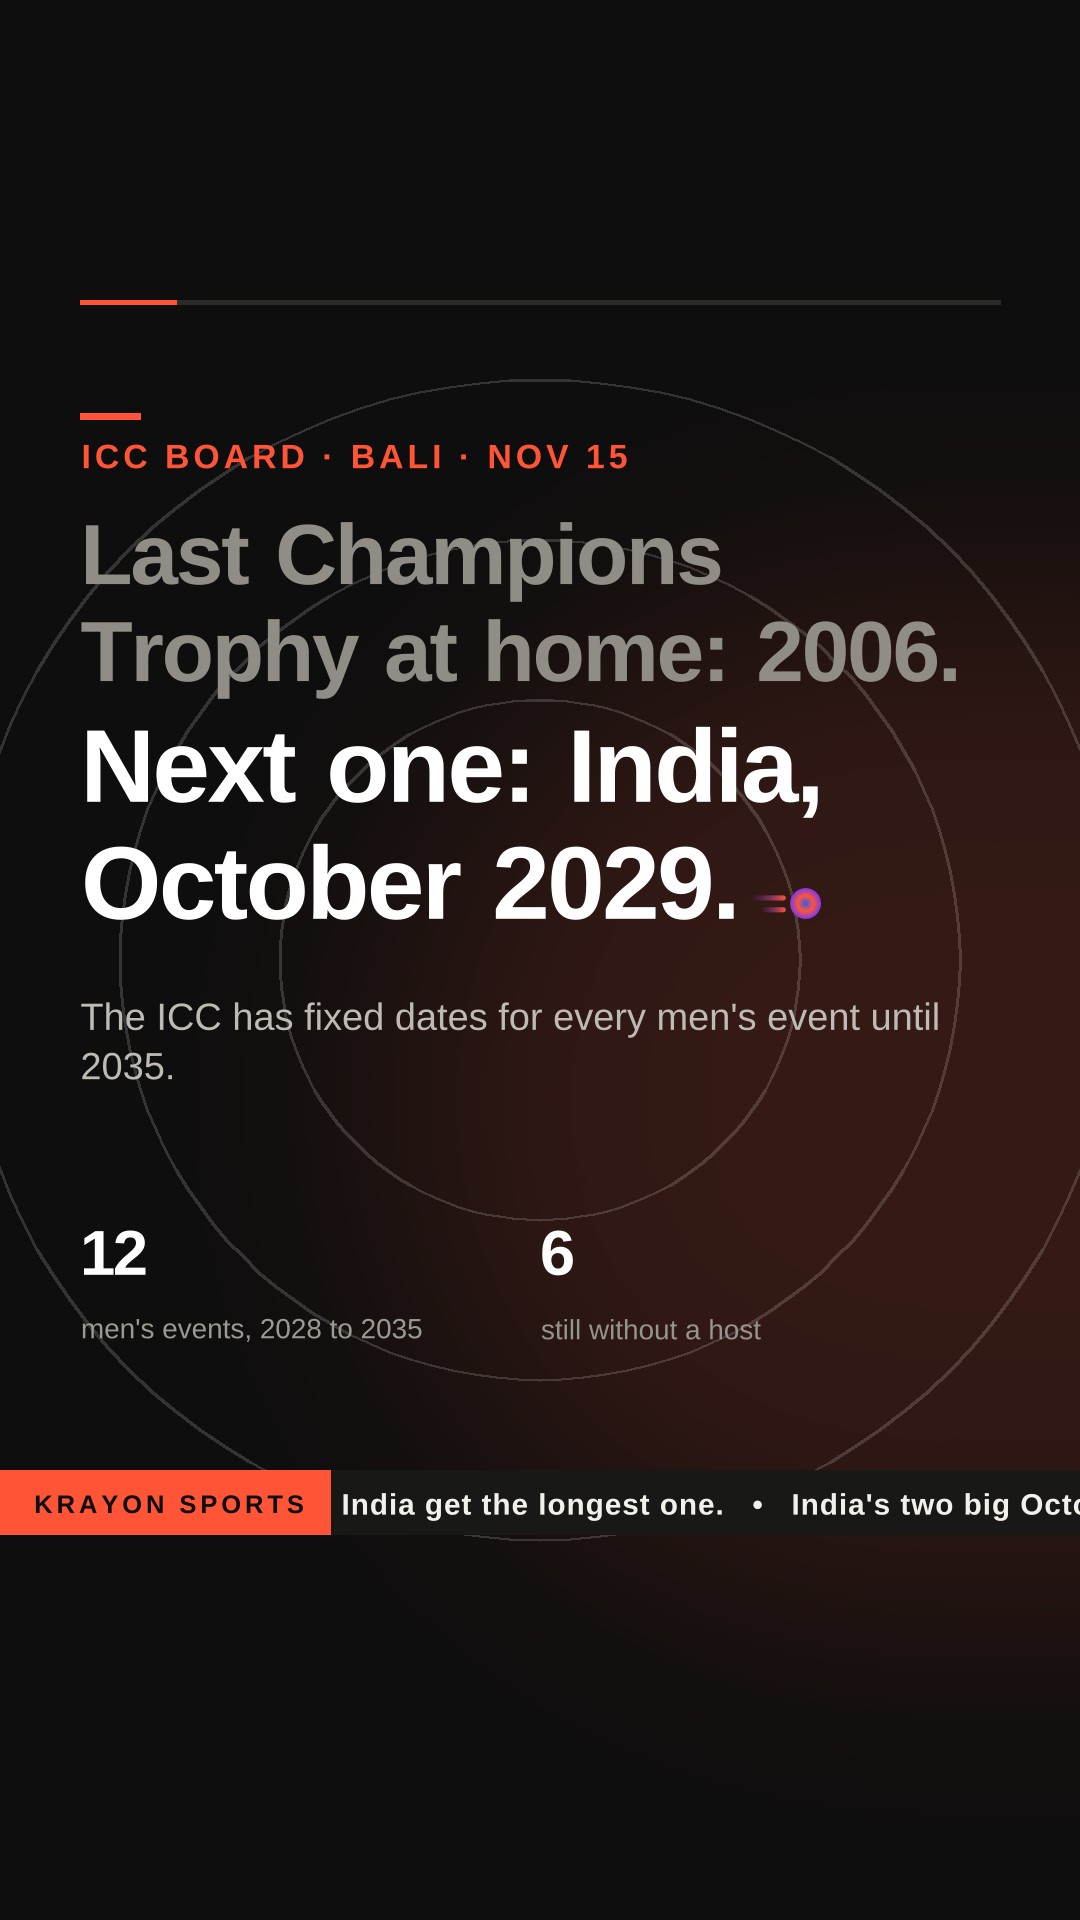 ICC BOARD · BALI · NOV 15
Last Champions
Trophy at home: 2006.
Next one: India,
October 2029.
The ICC has fixed dates for every men's event until
2035.
12
men's events, 2028 to 2035
6
still without a host
KRAYON SPORTS
India get the longest one. • India's two big Octo